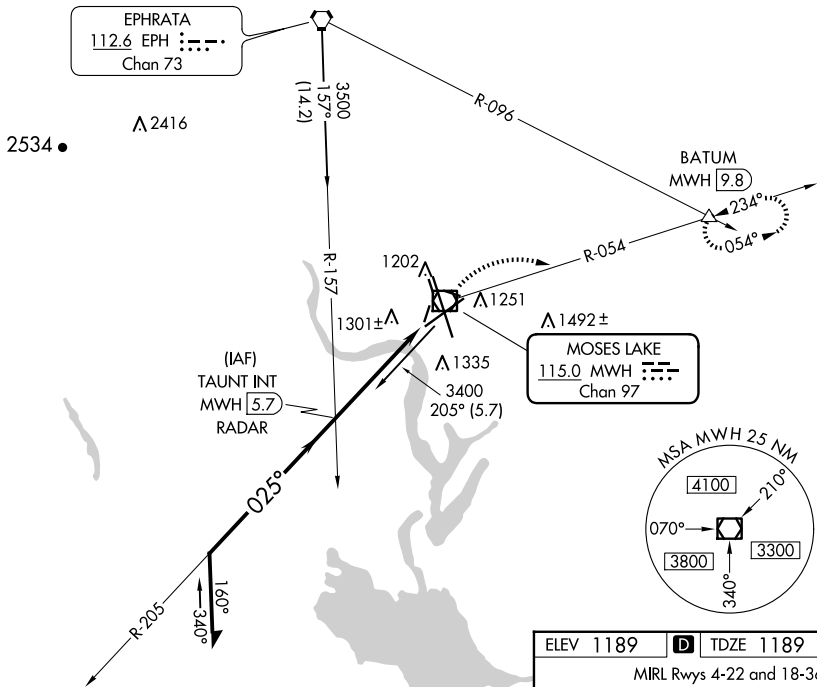 EPHRATA
112.6 EPH
Chan 73
3500
157°
(14.2)
2416
2534
R-096
BATUM
MWH 9.8
234°
054°
R-157
R-054
1202
1251
1301±
1492 ±
MOSES LAKE
115.0 MWH
Chan 97
(IAF)
TAUNT INT
MWH 5.7
RADAR
1335
3400
205° (5.7)
025°
MSA MWH 25 NM
4100
210°
070°
3800
3300
340°
160°
340°
R-205
ELEV 1189 D TDZE 1189
MIRL Rwys 4-22 and 18-36